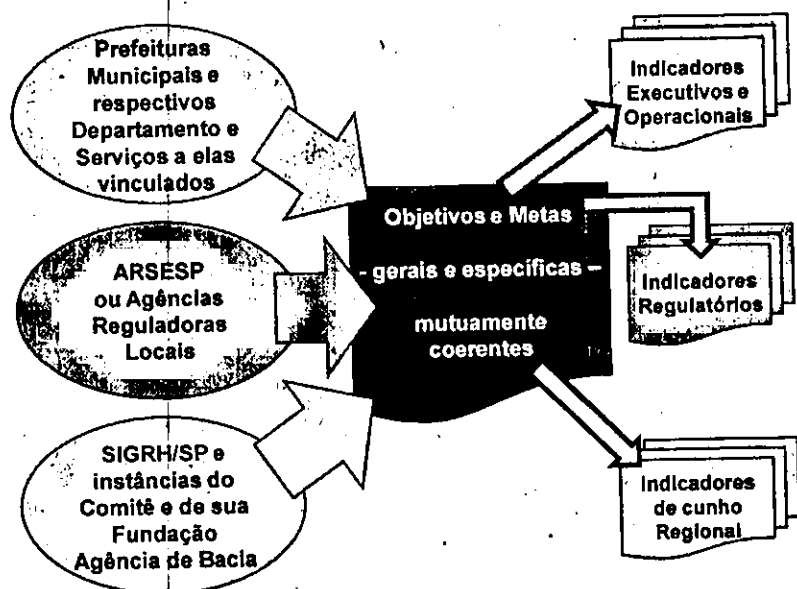 Prefeituras
Municipais e
respectivos
Departamento e
Serviços a elas
vinculados
ARSESP
ou Agências
Reguladoras
Locais
SIGRH/SP e
instâncias do
Comitê e de sua
Fundação
Agência de Bacia
Objetivos e Metas
- gerais e específicas –
mutuamente
coerentes
Indicadores
Executivos e
Operacionais
Indicadores
Regulatórios
Indicadores
de cunho
Regional